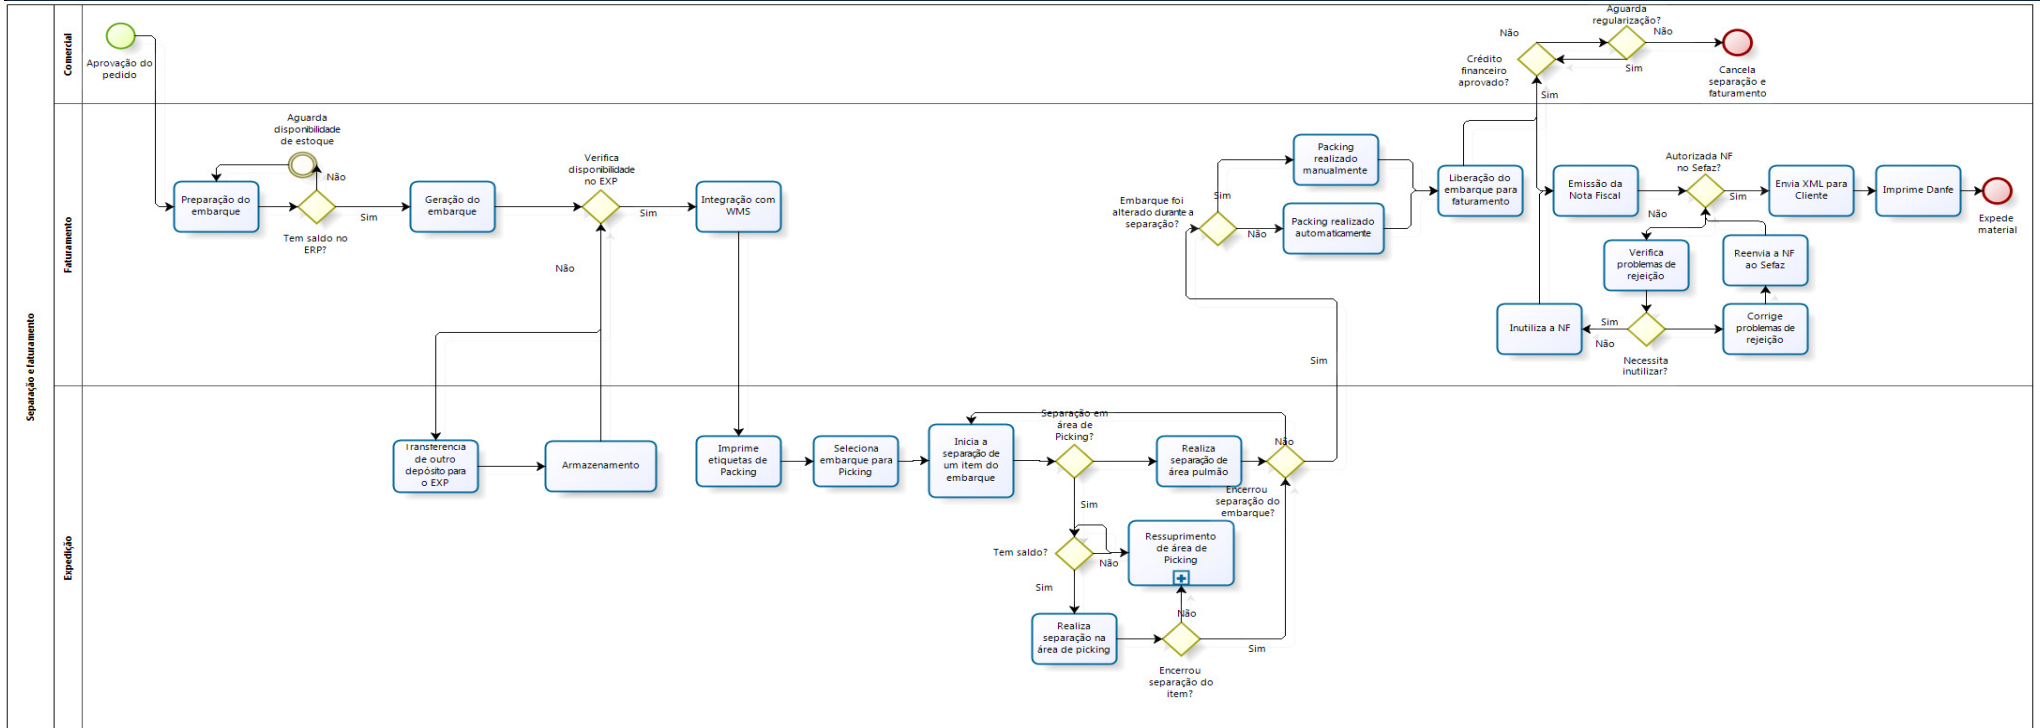 Separação e faturamento
Comercial
Aprovação do
pedido
Aguarda
regularização?
Não
Não
Crédito
financeiro
aprovado?
Sim
Sim
Cancela
separação e
faturamento
Faturamento
Aguarda
disponibilidade
de estoque
Não
Preparação do
embarque
Sim
Tem saldo no
ERP?
Geração do
embarque
Verifica
disponibilidade
no EXP
Sim
Não
Integração com
WMS
Embarque foi
alterado durante a
separação?
Sim
Não
Packing
realizado
manualmente
Packing realizado
automaticamente
Liberação do
embarque para
faturamento
Emissão da
Nota Fiscal
Autorizada NF
no Sefaz?
Sim
Não
Envia XML para
Cliente
Imprime Danfe
Expede
material
Verifica
problemas de
rejeição
Reenvia a NF
ao Sefaz
Inutiliza a NF
Sim
Não
Necessita
inutilizar?
Corrige
problemas de
rejeição
Sim
Expedição
Transferência
de outro
depósito para
o EXP
Armazenamento
Imprime
etiquetas de
Packing
Seleciona
embarque para
Picking
Inicia a
separação de
um item do
embarque
Separação em
área de
Picking?
Sim
Realiza
separação de
área pulmão
Não
Encerrou
separação do
embarque?
Tem saldo?
Não
Sim
Ressuprimento
de área de
Picking
Realiza
separação na
área de picking
Não
Sim
Encerrou
separação do
item?